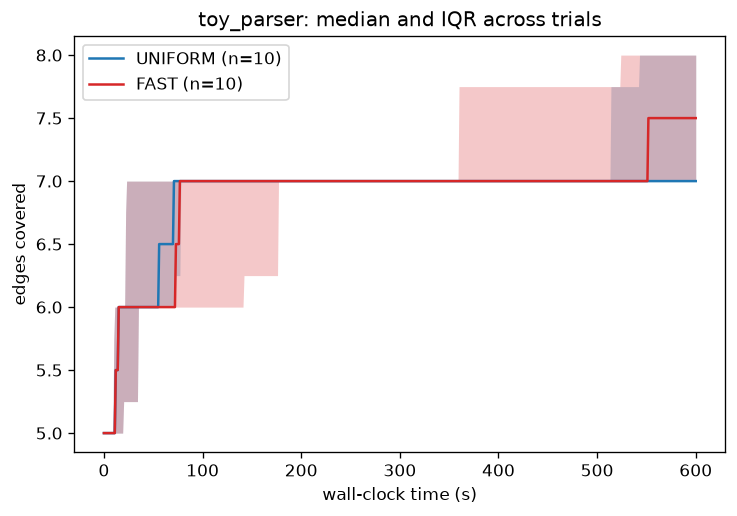 toy_parser: median and IQR across trials
UNIFORM (n=10)
FAST (n=10)
edges covered
8.0
7.5
7.0
6.5
6.0
5.5
5.0
0 100 200 300 400 500 600
wall-clock time (s)